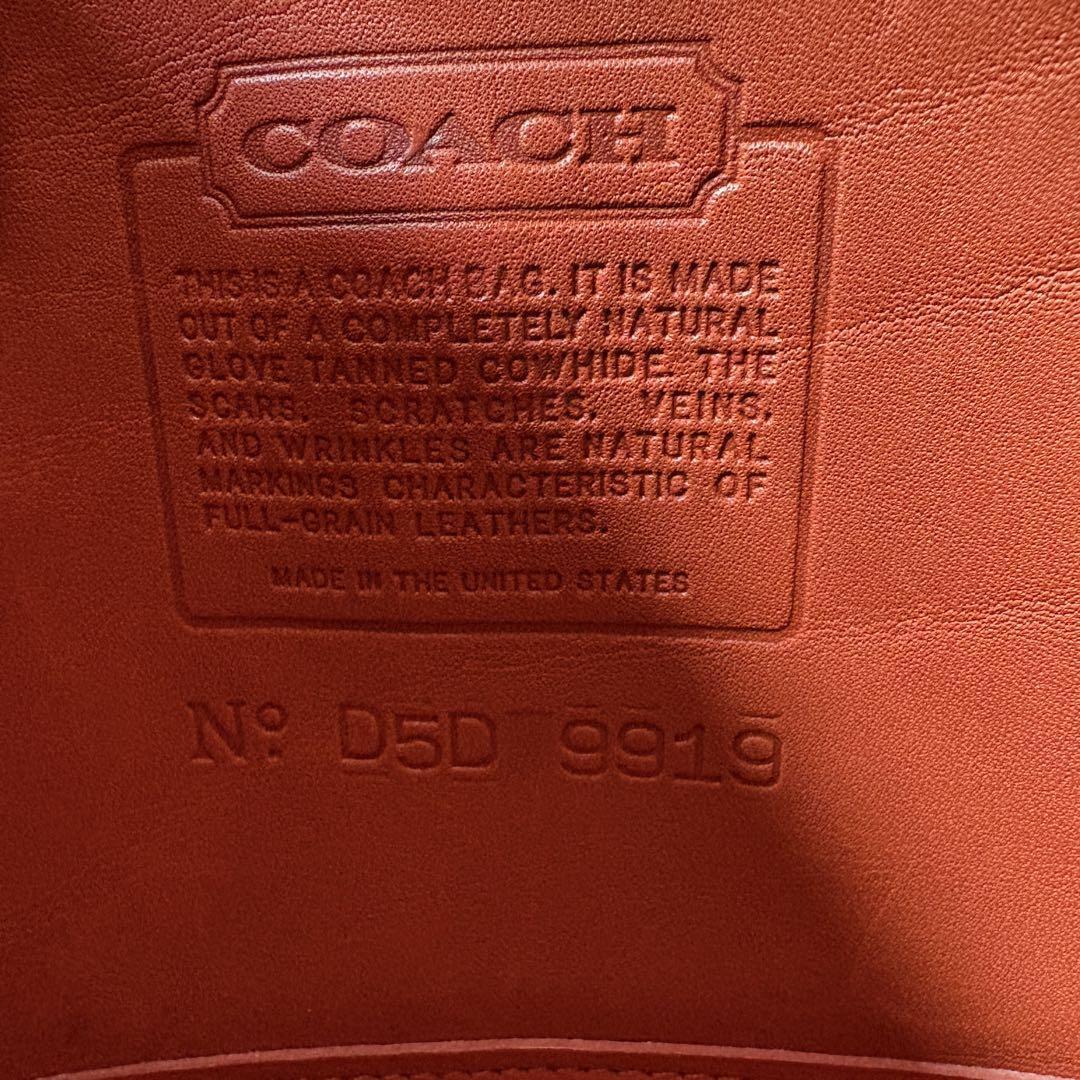 COACH
THIS IS A COACH BAG. IT IS MADE
OUT OF A COMPLETELY NATURAL
GLOVE TANNED COWHIDE. THE
SCARS, SCRATCHES, VEINS,
AND WRINKLES ARE NATURAL
MARKINGS CHARACTERISTIC OF
FULL-GRAIN LEATHERS.
MADE IN THE UNITED STATES
No: D5D 9919